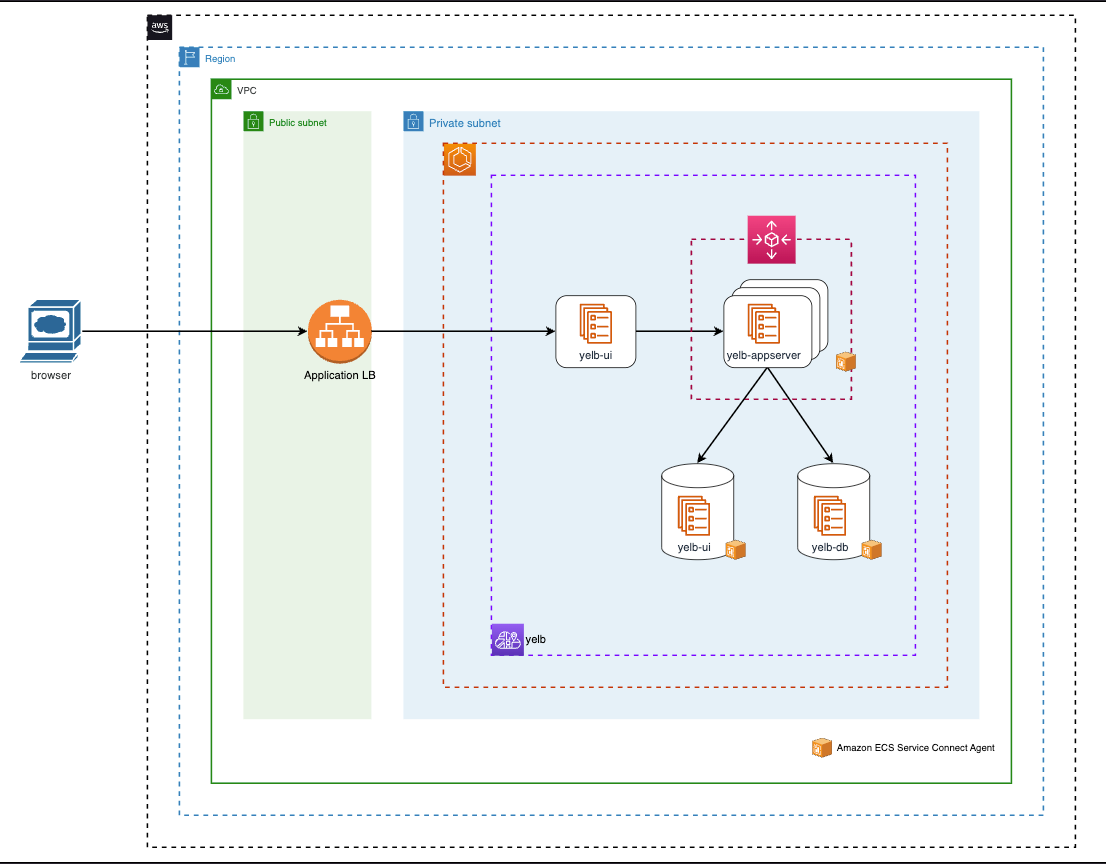 aws
Region
VPC
Public subnet
Private subnet
browser
Application LB
yelb-ui
yelb-appserver
yelb-ui
yelb-db
yelb
Amazon ECS Service Connect Agent